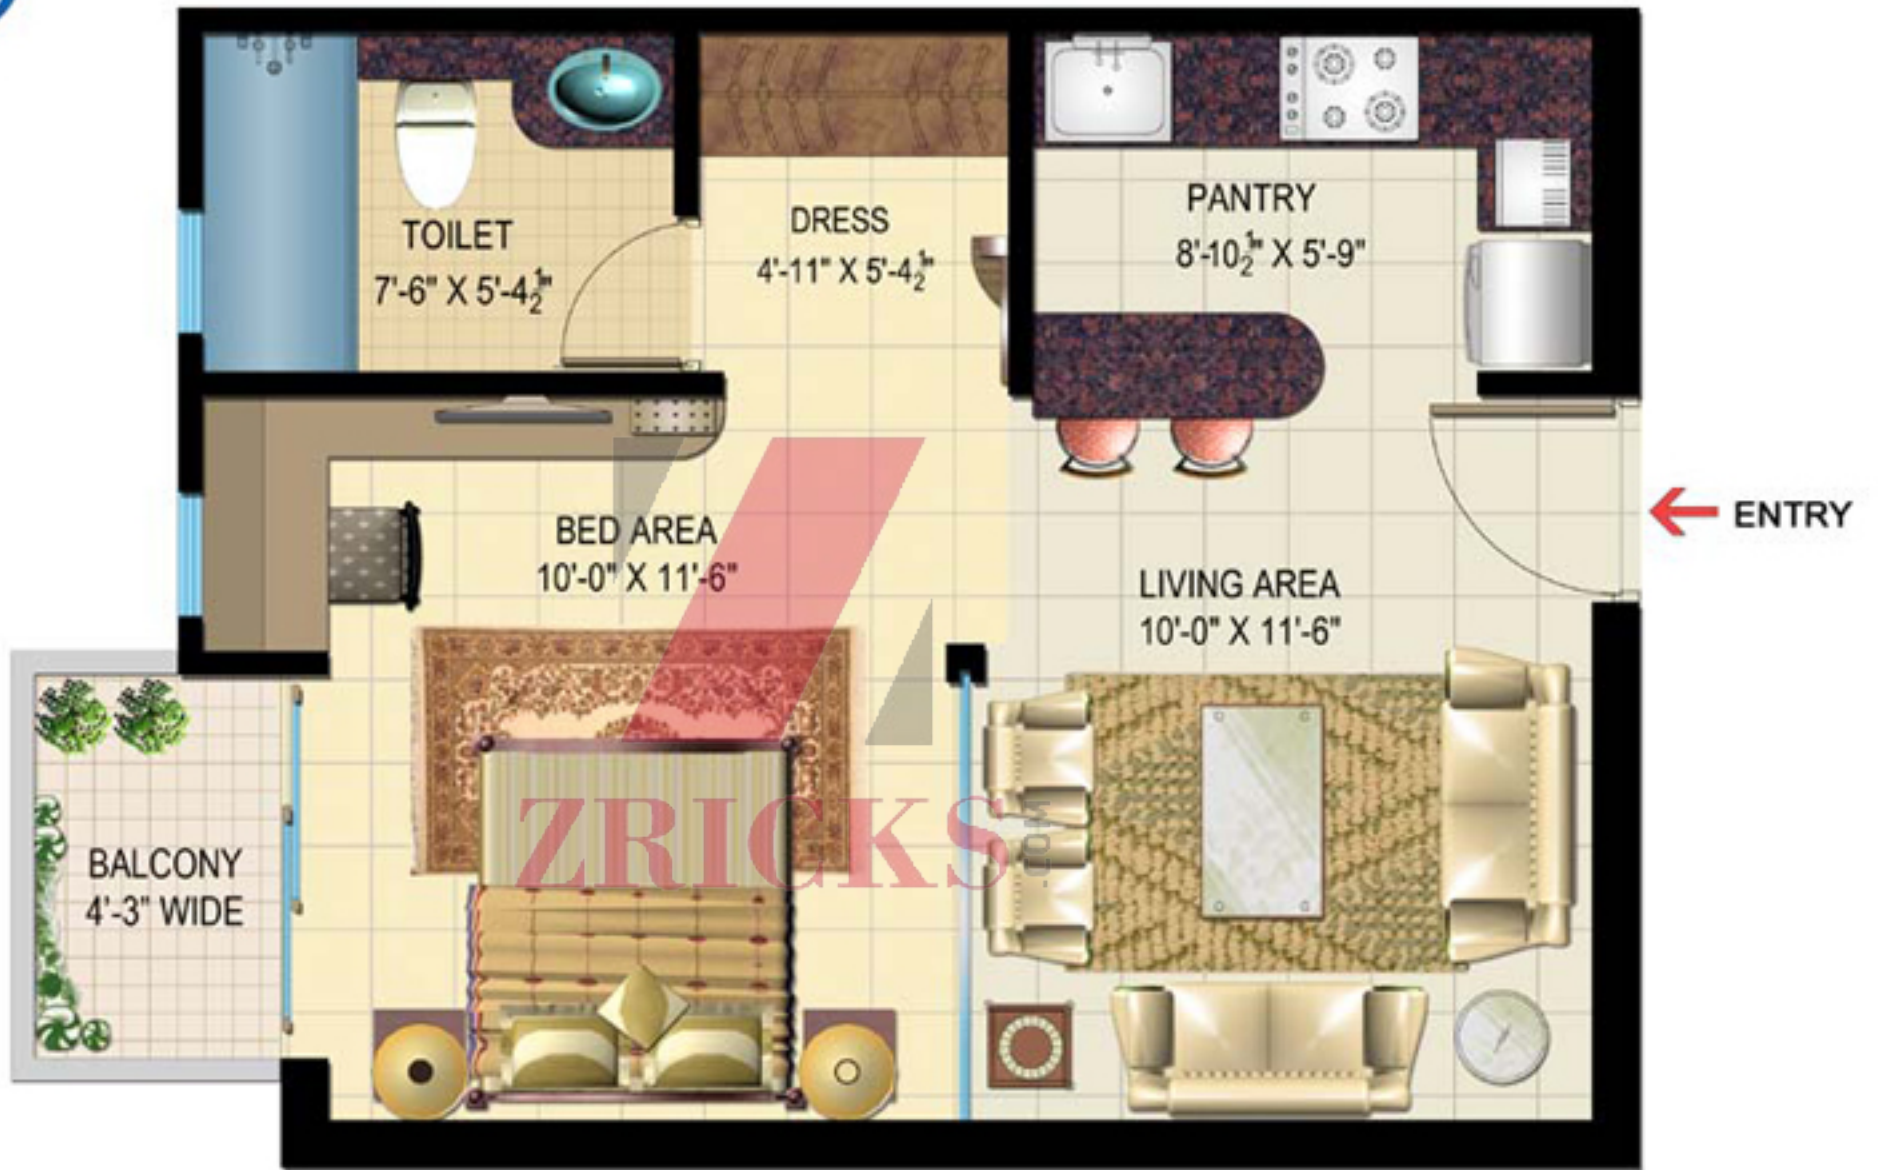 TOILET
7'-6" X 5'-4½"
DRESS
4'-11" X 5'-4½"
PANTRY
8'-10½" X 5'-9"
ENTRY
BED AREA
10'-0" X 11'-6"
LIVING AREA
10'-0" X 11'-6"
BALCONY
4'-3" WIDE
ZRICKS
.COM